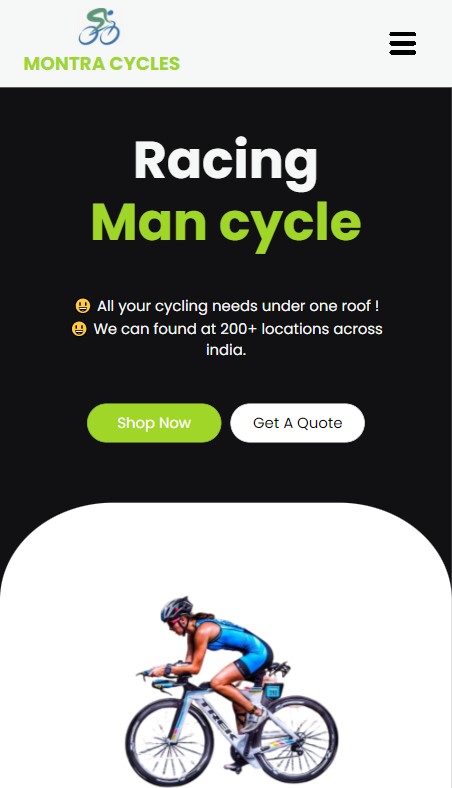 MONTRA CYCLES
Racing
Man cycle
😃 All your cycling needs under one roof !
😃 We can found at 200+ locations across
india.
Shop Now
Get A Quote
TREK